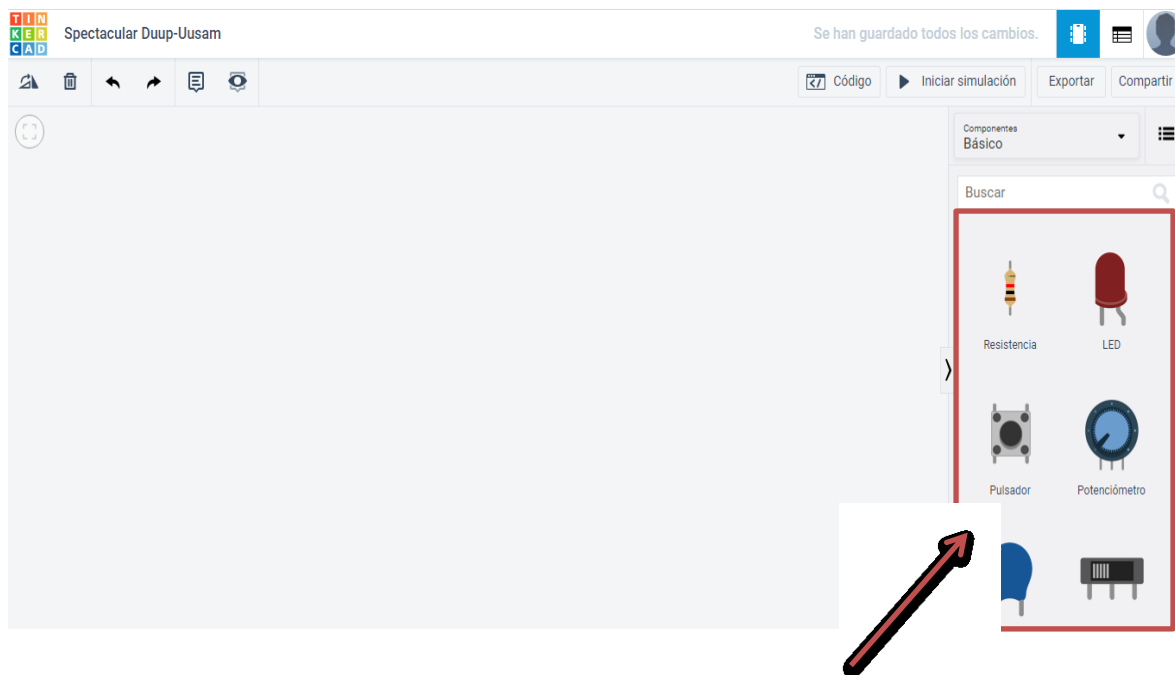 TIN
KER
CAD
Spectacular Duup-Uusam
Se han guardado todos los cambios.
Código
Iniciar simulación
Exportar
Compartir
Componentes
Básico
Buscar
Resistencia
LED
Pulsador
Potenciómetro